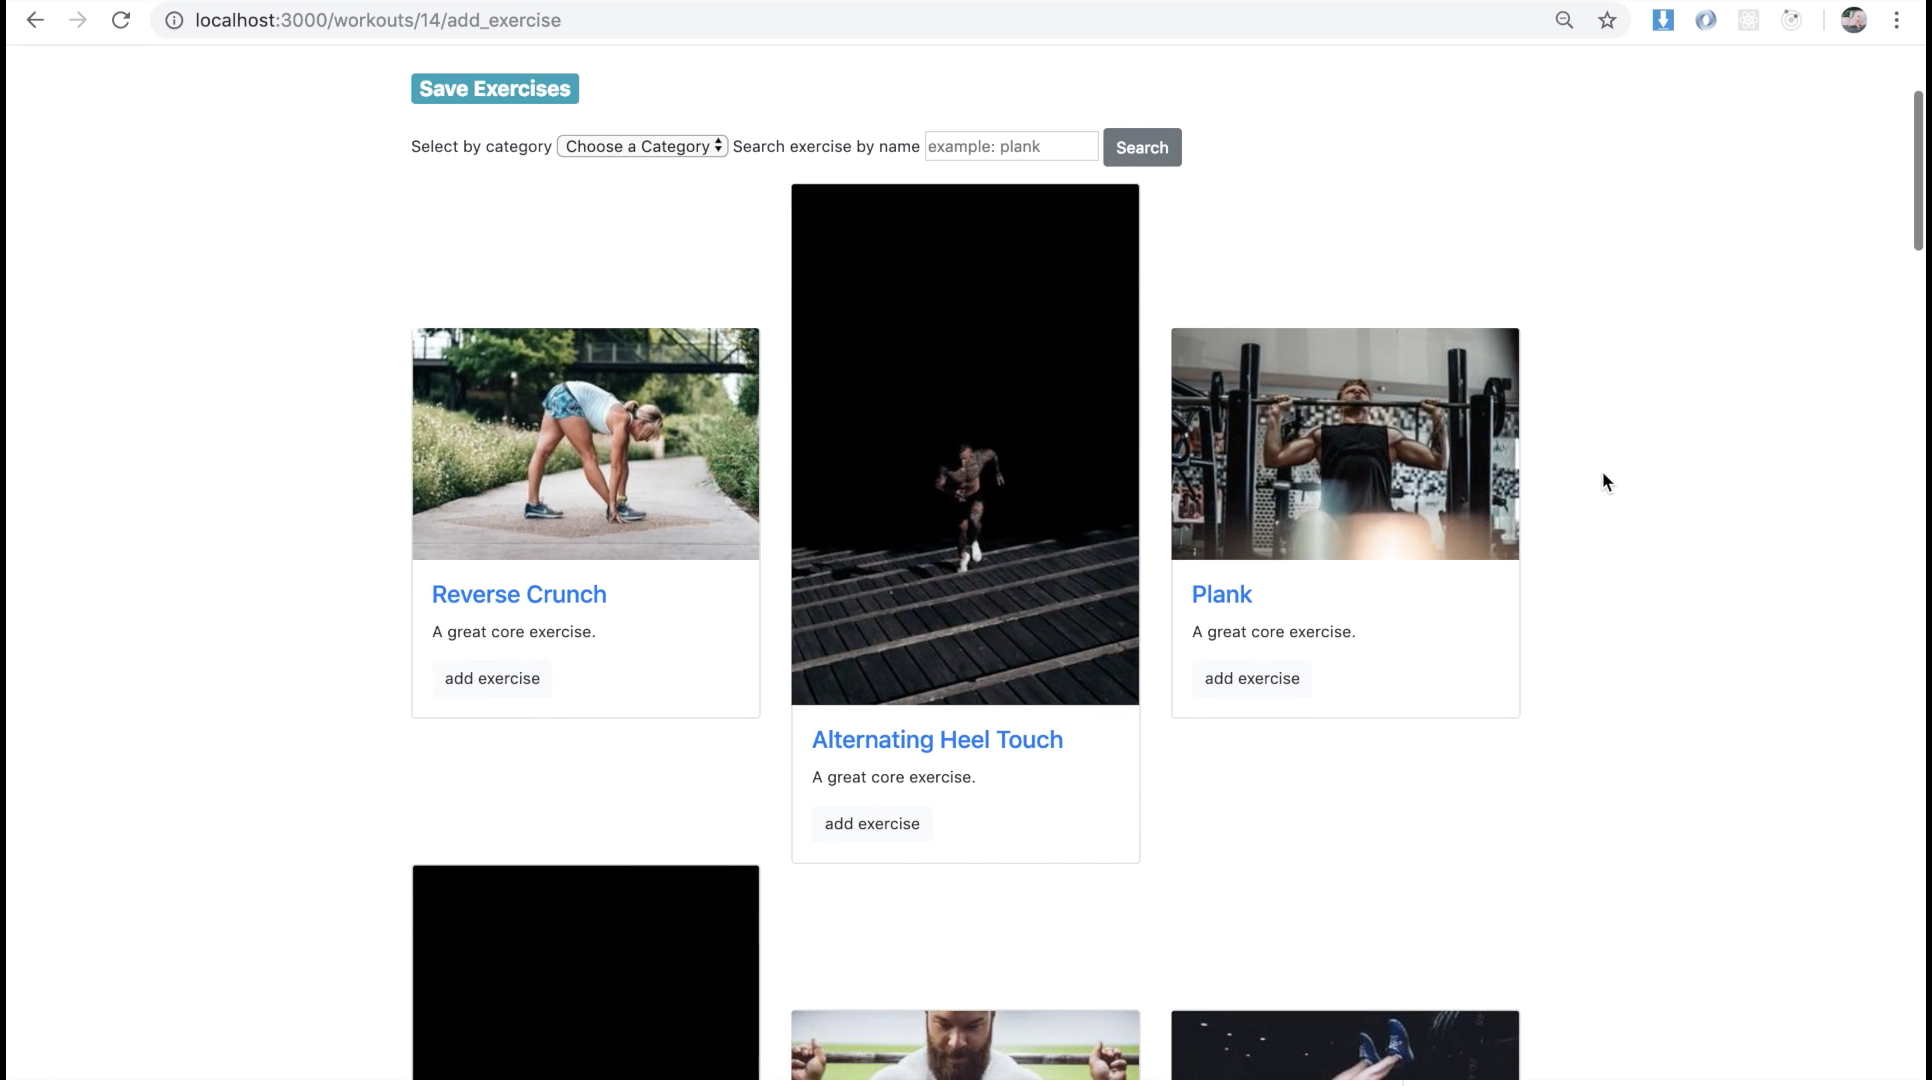 localhost:3000/workouts/14/add_exercise
Save Exercises
Select by category Choose a Category Search exercise by name example: plank Search
Reverse Crunch
A great core exercise.
add exercise
Alternating Heel Touch
A great core exercise.
add exercise
Plank
A great core exercise.
add exercise